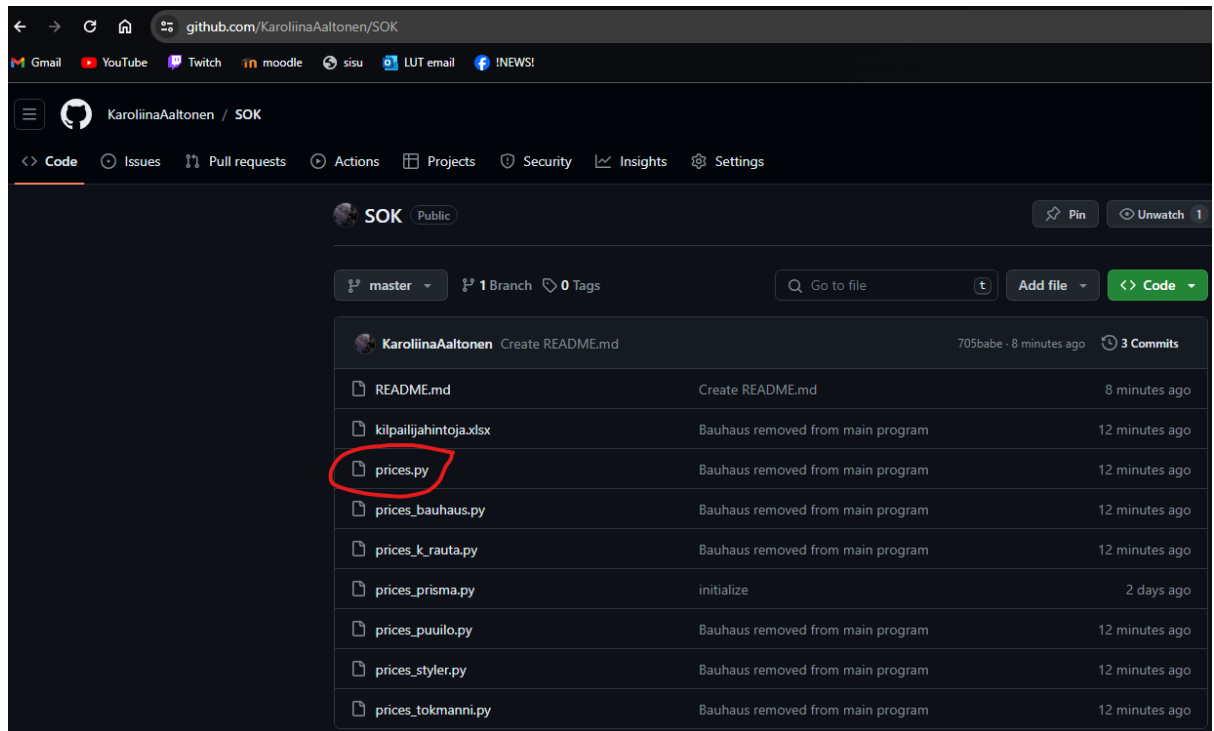 github.com/KaroliinaAaltonen/SOK
Gmail YouTube Twitch moodle sisu LUT email !NEWS!
KaroliinaAaltonen / SOK
Code Issues Pull requests Actions Projects Security Insights Settings
SOK Public Pin Unwatch 1
master 1 Branch 0 Tags Go to file t Add file Code
KaroliinaAaltonen Create README.md 705babe · 8 minutes ago 3 Commits
README.md Create README.md 8 minutes ago
kilpailijahintoja.xlsx Bauhaus removed from main program 12 minutes ago
prices.py Bauhaus removed from main program 12 minutes ago
prices_bauhaus.py Bauhaus removed from main program 12 minutes ago
prices_k_rauta.py Bauhaus removed from main program 12 minutes ago
prices_prisma.py initialize 2 days ago
prices_puuilo.py Bauhaus removed from main program 12 minutes ago
prices_styler.py Bauhaus removed from main program 12 minutes ago
prices_tokmanni.py Bauhaus removed from main program 12 minutes ago